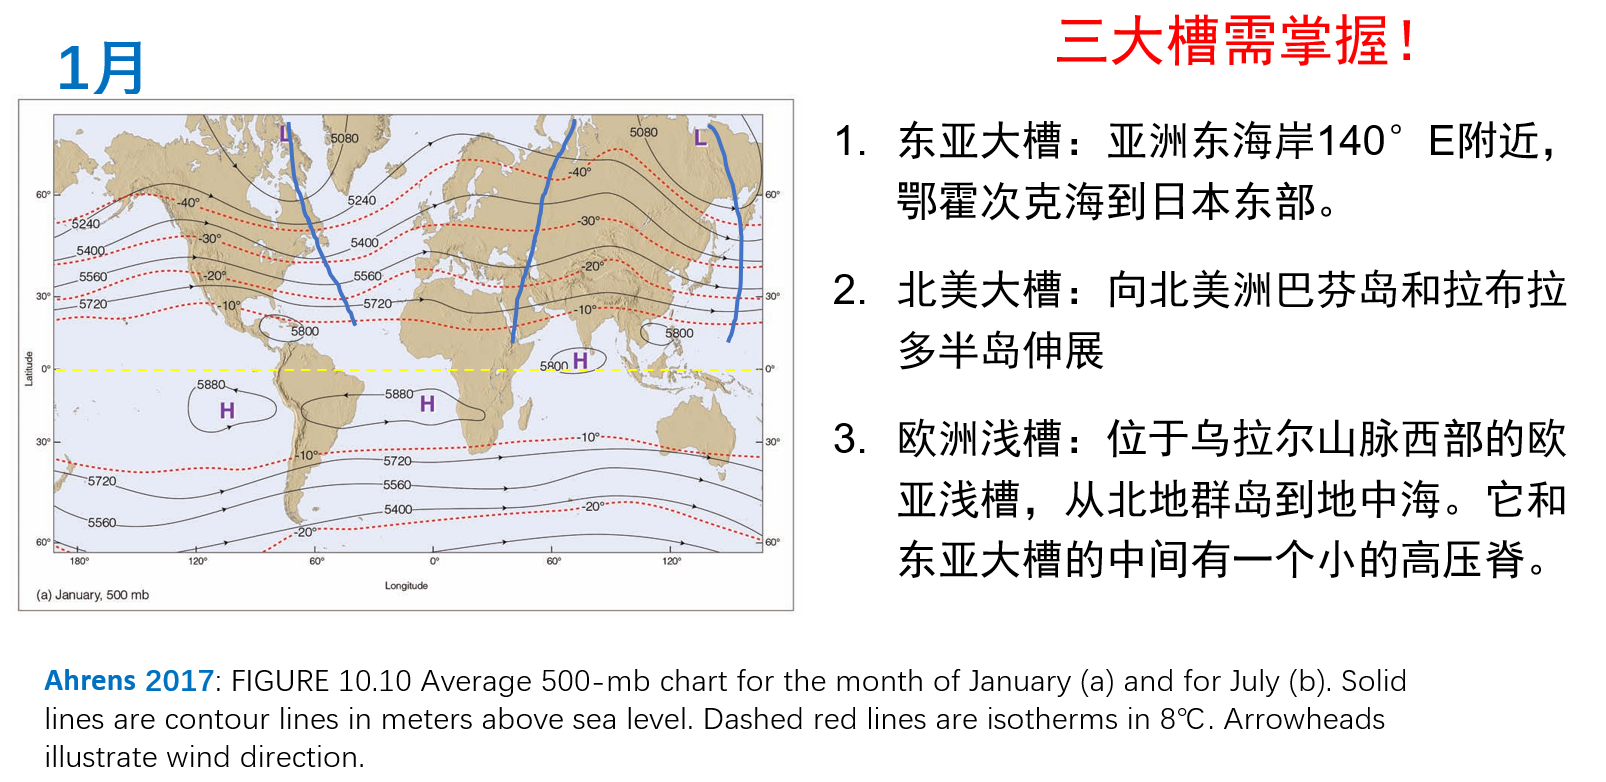 1月
三大槽需掌握！
1. 东亚大槽：亚洲东海岸140°E附近，
鄂霍次克海到日本东部。
2. 北美大槽：向北美洲巴芬岛和拉布拉
多半岛伸展
3. 欧洲浅槽：位于乌拉尔山脉西部的欧
亚浅槽，从北地群岛到地中海。它和
东亚大槽的中间有一个小的高压脊。
L
5080
5080
L
-40°
60°
60°
-40°
5240
5240
-30°
-30°
5400
5400
-20°
-20°
5560
5560
30°
30°
5720
5720
-10°
-10°
5800
5800
5800
H
Latitude
0°
0°
5880
5880
H
H
30°
30°
-10°
-10°
5720
5720
5560
5560
5400
-20°
-20°
60°
60°
180°
120°
60°
0°
60°
120°
Longitude
(a) January, 500 mb
Ahrens 2017: FIGURE 10.10 Average 500-mb chart for the month of January (a) and for July (b). Solid
lines are contour lines in meters above sea level. Dashed red lines are isotherms in 8℃. Arrowheads
illustrate wind direction.